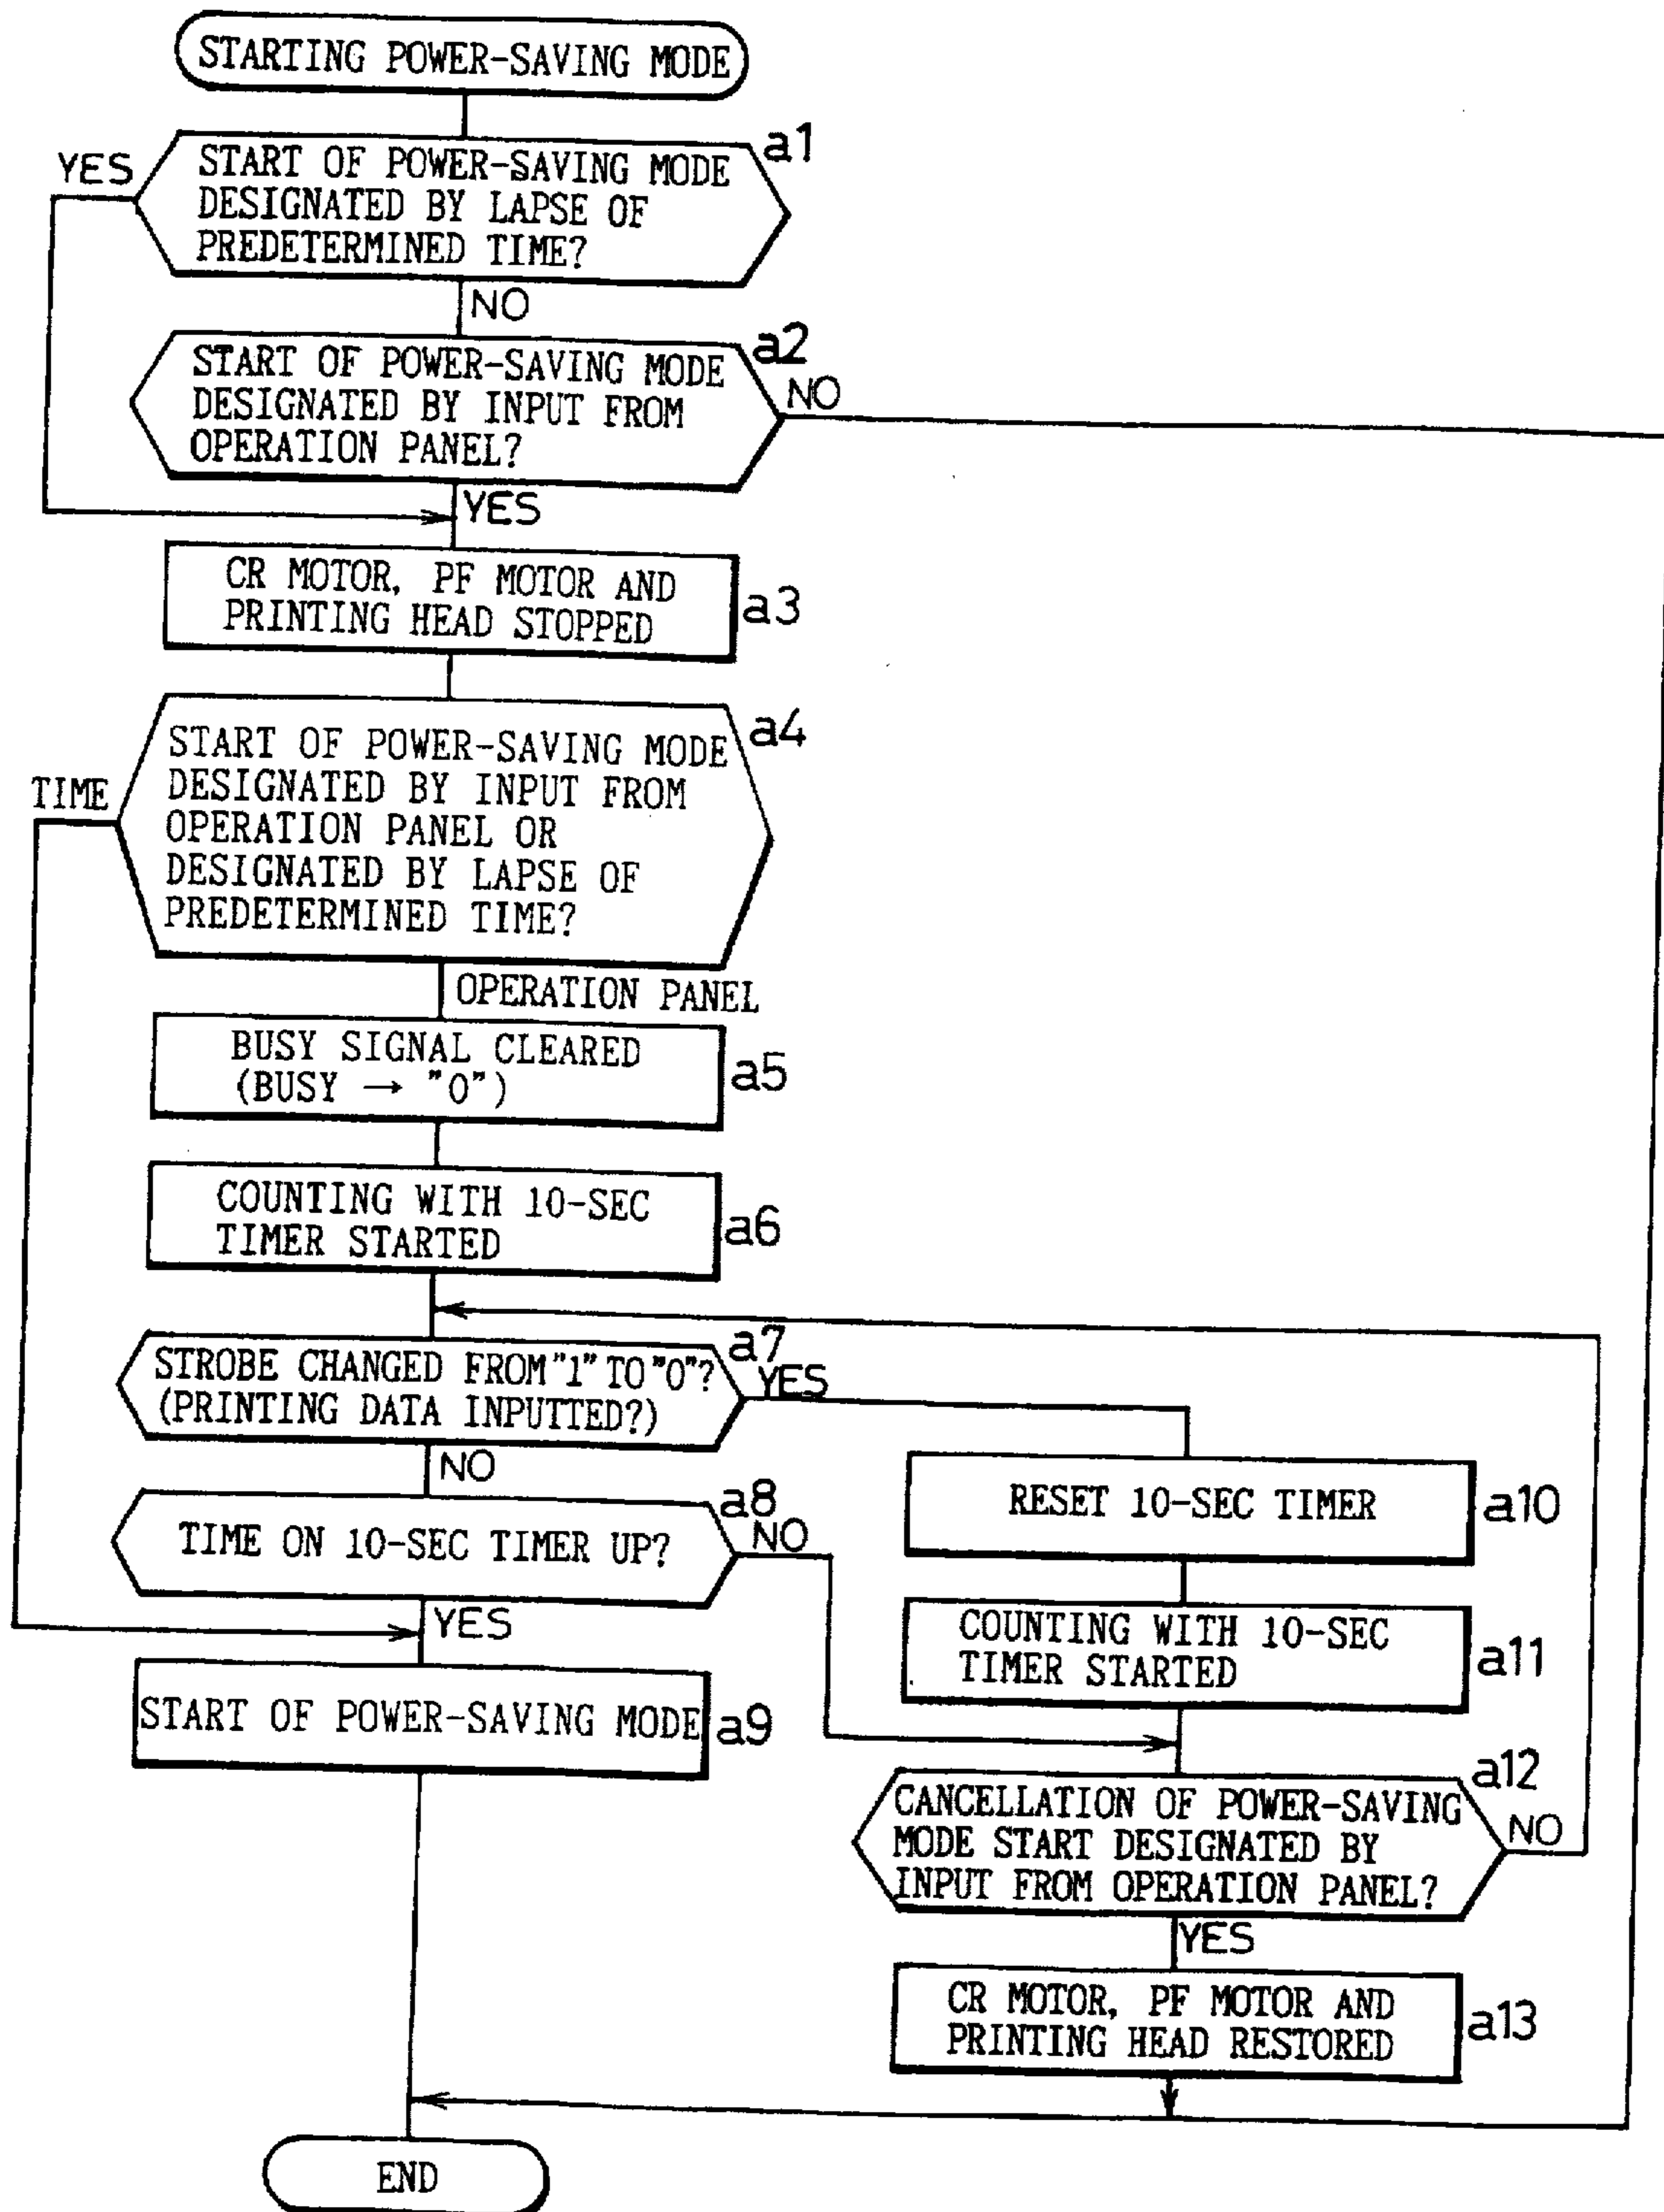 STARTING POWER-SAVING MODE
a1
YES
START OF POWER-SAVING MODE
DESIGNATED BY LAPSE OF
PREDETERMINED TIME?
NO
a2
START OF POWER-SAVING MODE
DESIGNATED BY INPUT FROM
OPERATION PANEL?
NO
YES
CR MOTOR, PF MOTOR AND
PRINTING HEAD STOPPED
a3
a4
START OF POWER-SAVING MODE
DESIGNATED BY INPUT FROM
OPERATION PANEL OR
DESIGNATED BY LAPSE OF
PREDETERMINED TIME?
TIME
OPERATION PANEL
BUSY SIGNAL CLEARED
(BUSY → "0")
a5
COUNTING WITH 10-SEC
TIMER STARTED
a6
a7
STROBE CHANGED FROM "1" TO "0"?
(PRINTING DATA INPUTTED?)
YES
NO
a8
TIME ON 10-SEC TIMER UP?
NO
YES
START OF POWER-SAVING MODE
a9
RESET 10-SEC TIMER
a10
COUNTING WITH 10-SEC
TIMER STARTED
a11
a12
CANCELLATION OF POWER-SAVING
MODE START DESIGNATED BY
INPUT FROM OPERATION PANEL?
NO
YES
CR MOTOR, PF MOTOR AND
PRINTING HEAD RESTORED
a13
END